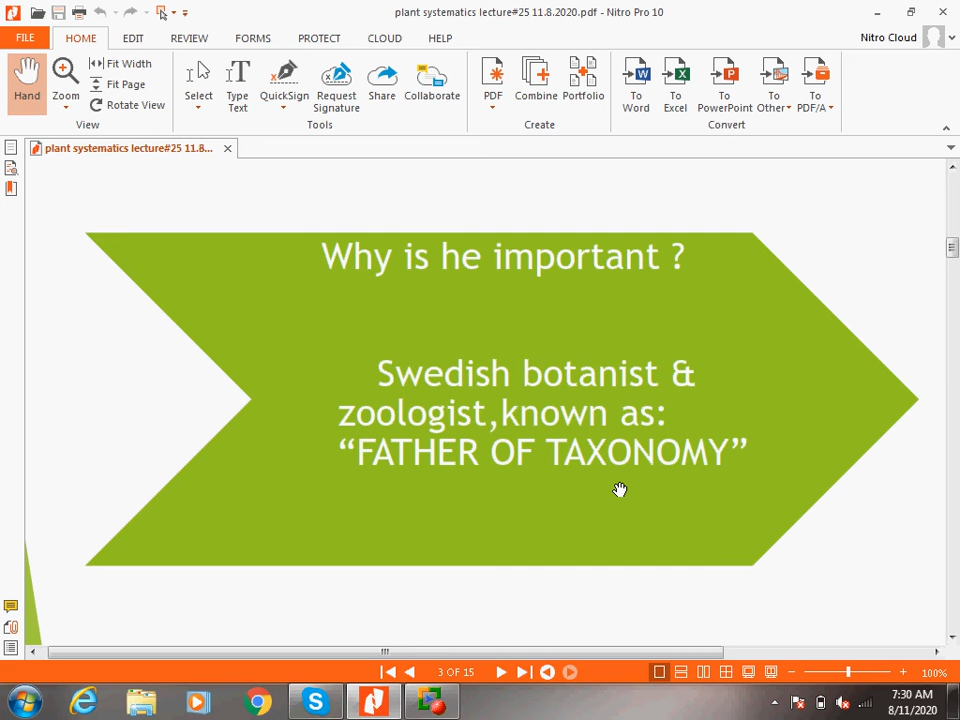 plant systematics lecture#25 11.8.2020.pdf - Nitro Pro 10
FILE HOME EDIT REVIEW FORMS PROTECT CLOUD HELP Nitro Cloud
Hand
Zoom
Fit Width
Fit Page
Rotate View
View
Select
Type Text
QuickSign
Request Signature
Share
Collaborate
Tools
PDF
Combine
Portfolio
Create
To Word
To Excel
To PowerPoint
To Other
To PDF/A
Convert
plant systematics lecture#25 11.8...
Why is he important ?
Swedish botanist &
zoologist,known as:
“FATHER OF TAXONOMY”
3 OF 15
100%
7:30 AM
8/11/2020